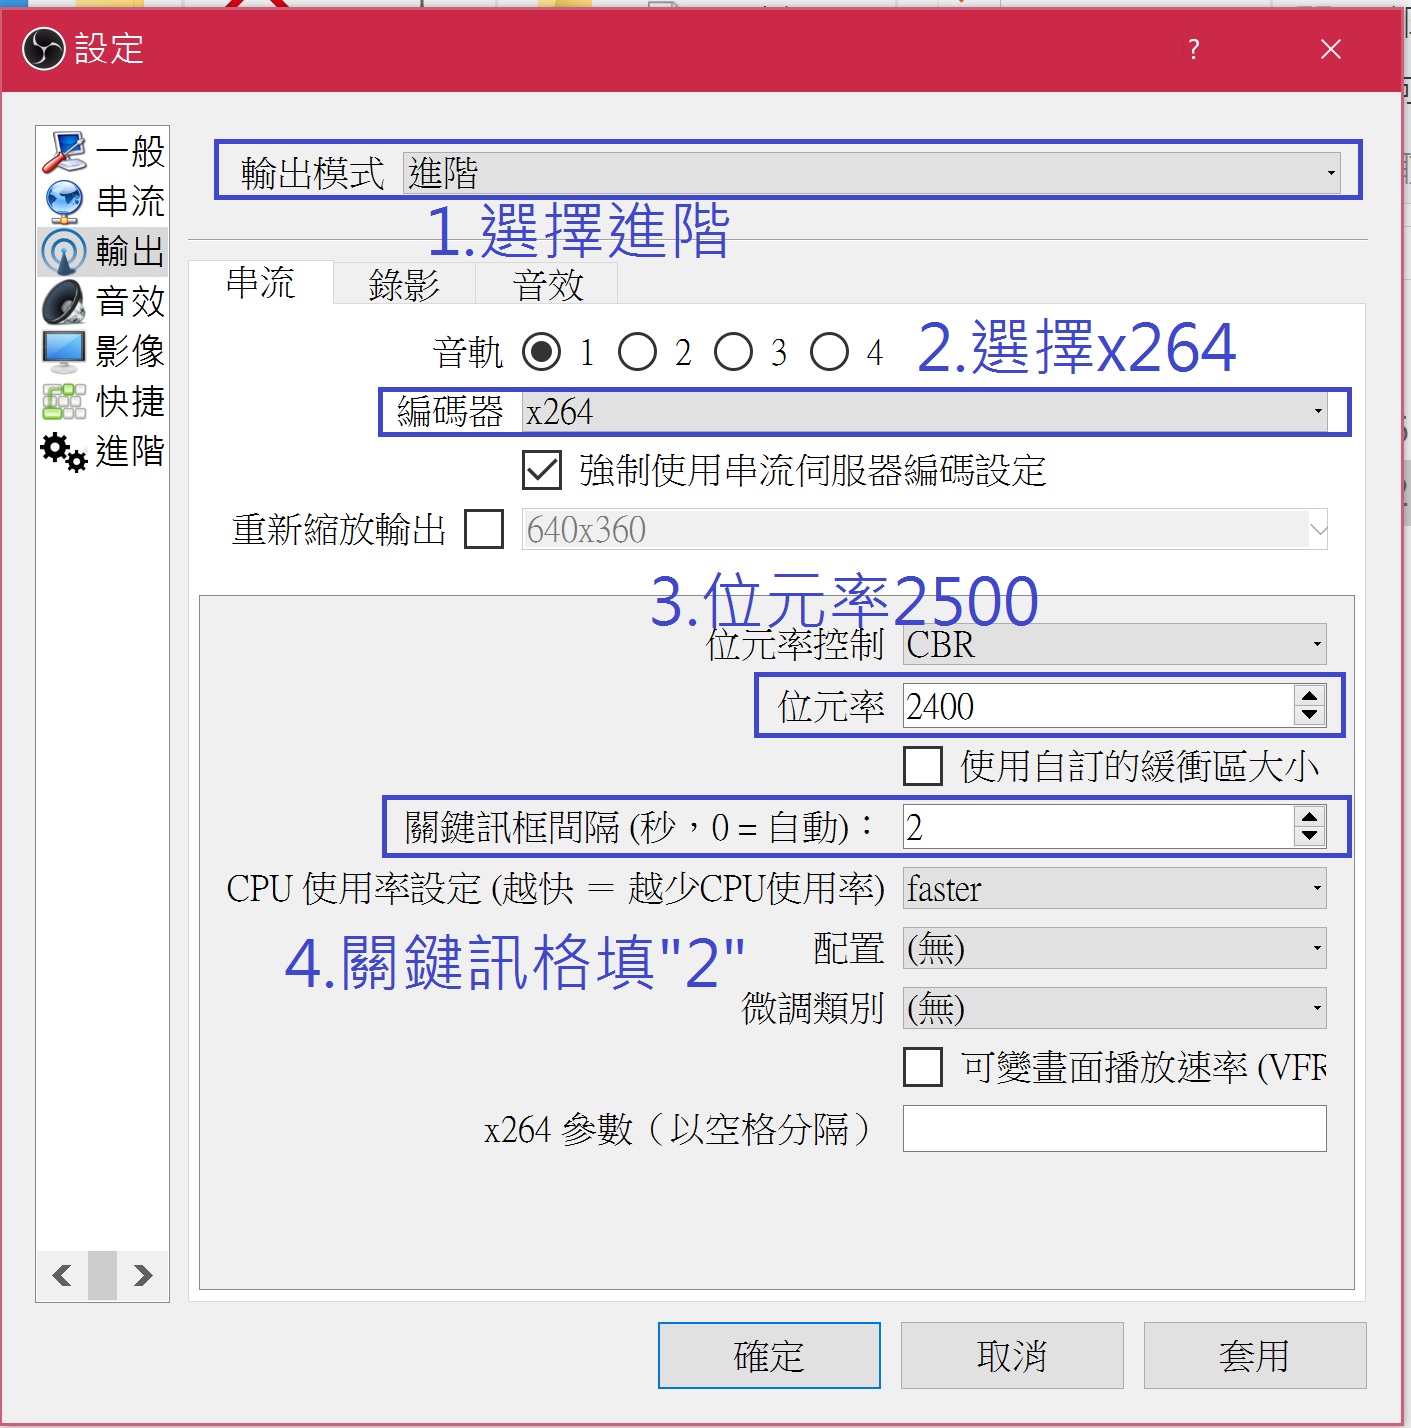 設定
?
一般
串流
輸出
音效
影像
快捷
進階
輸出模式 進階
1.選擇進階
串流 錄影 音效
音軌 1 2 3 4
2.選擇x264
編碼器 x264
強制使用串流伺服器編碼設定
重新縮放輸出 640x360
3.位元率2500
位元率控制 CBR
位元率 2400
使用自訂的緩衝區大小
關鍵訊框間隔 (秒，0 = 自動)： 2
CPU 使用率設定 (越快 ＝ 越少CPU使用率) faster
4.關鍵訊格填"2"
配置 (無)
微調類別 (無)
可變畫面播放速率 (VFR
x264 參數（以空格分隔）
確定 取消 套用